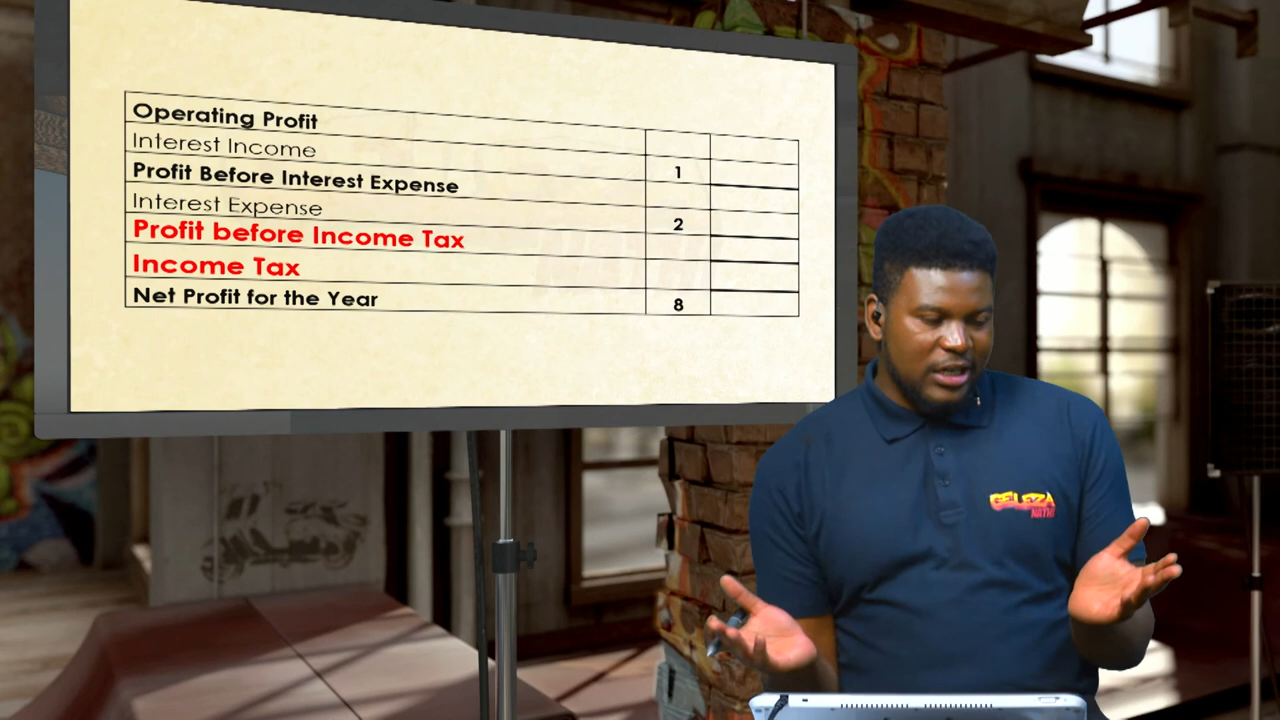 Operating Profit
Interest Income
Profit Before Interest Expense 1
Interest Expense
Profit before Income Tax 2
Income Tax
Net Profit for the Year 8
GELEZA
NATHI